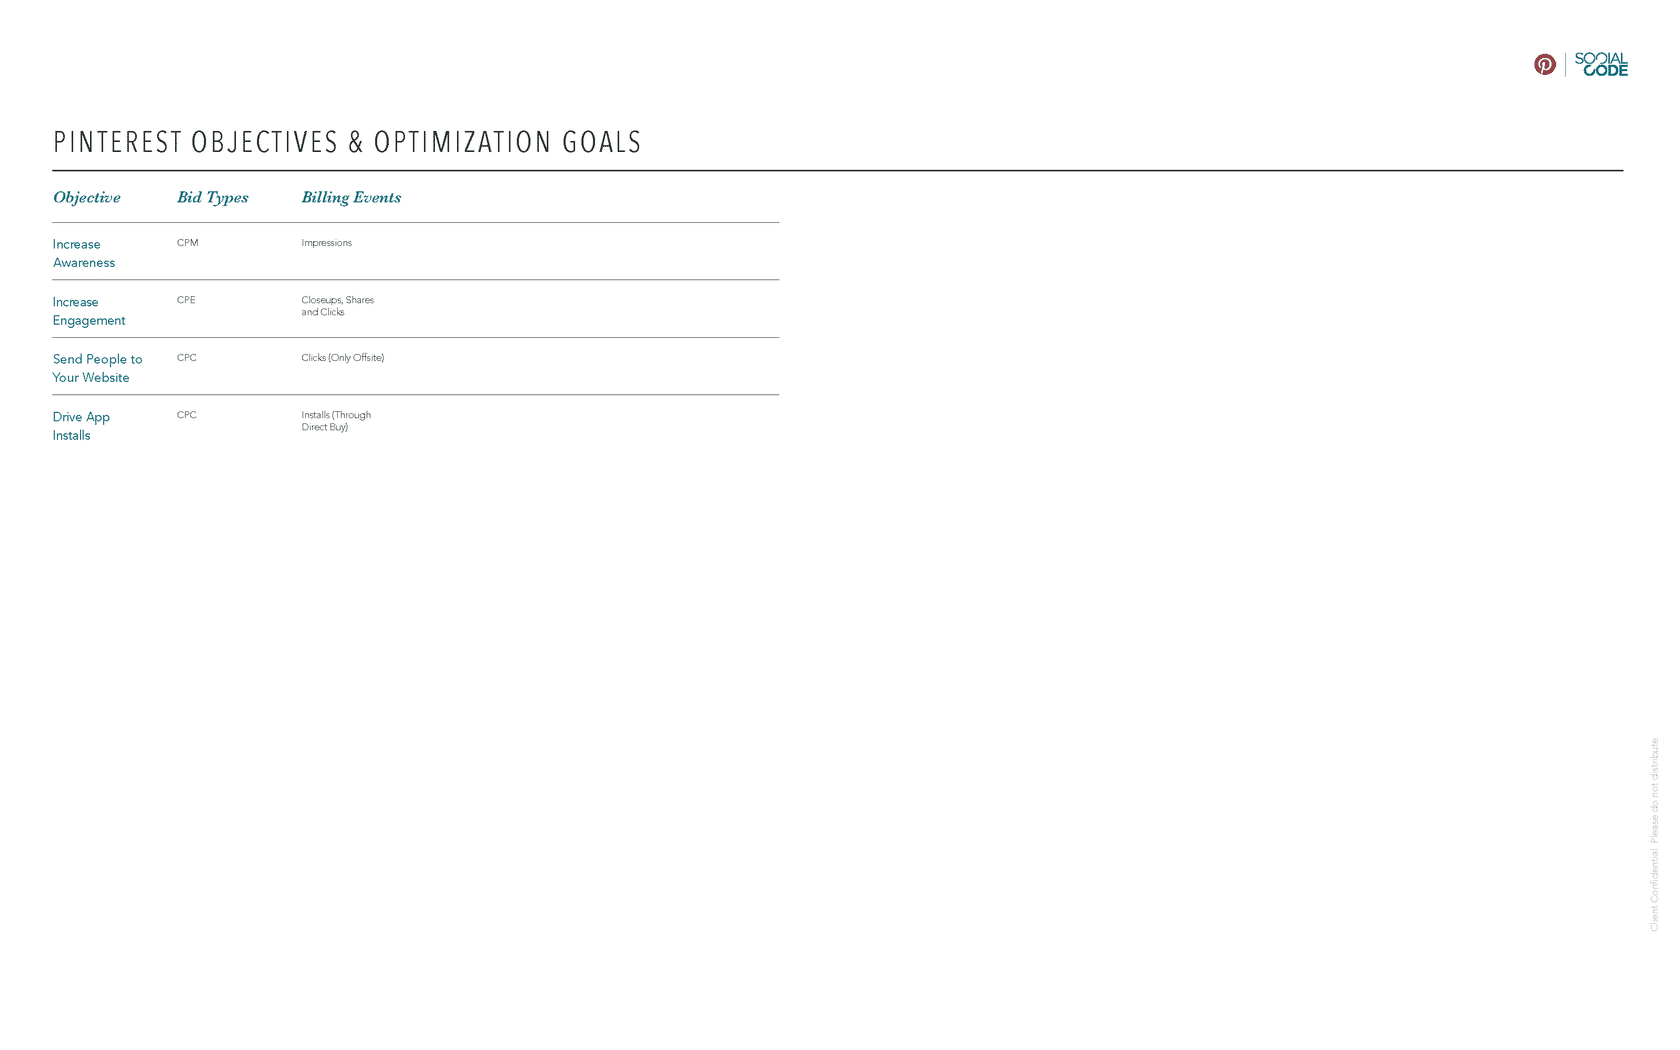 SOCIAL
CODE
PINTEREST OBJECTIVES & OPTIMIZATION GOALS
Objective Bid Types Billing Events
Increase CPM Impressions
Awareness
Increase CPE Closeups, Shares
and Clicks
Engagement
Send People to CPC Clicks (Only Offsite)
Your Website
Drive App CPC Installs (Through
Direct Buy)
Installs
Client Confidential. Please do not distribute.